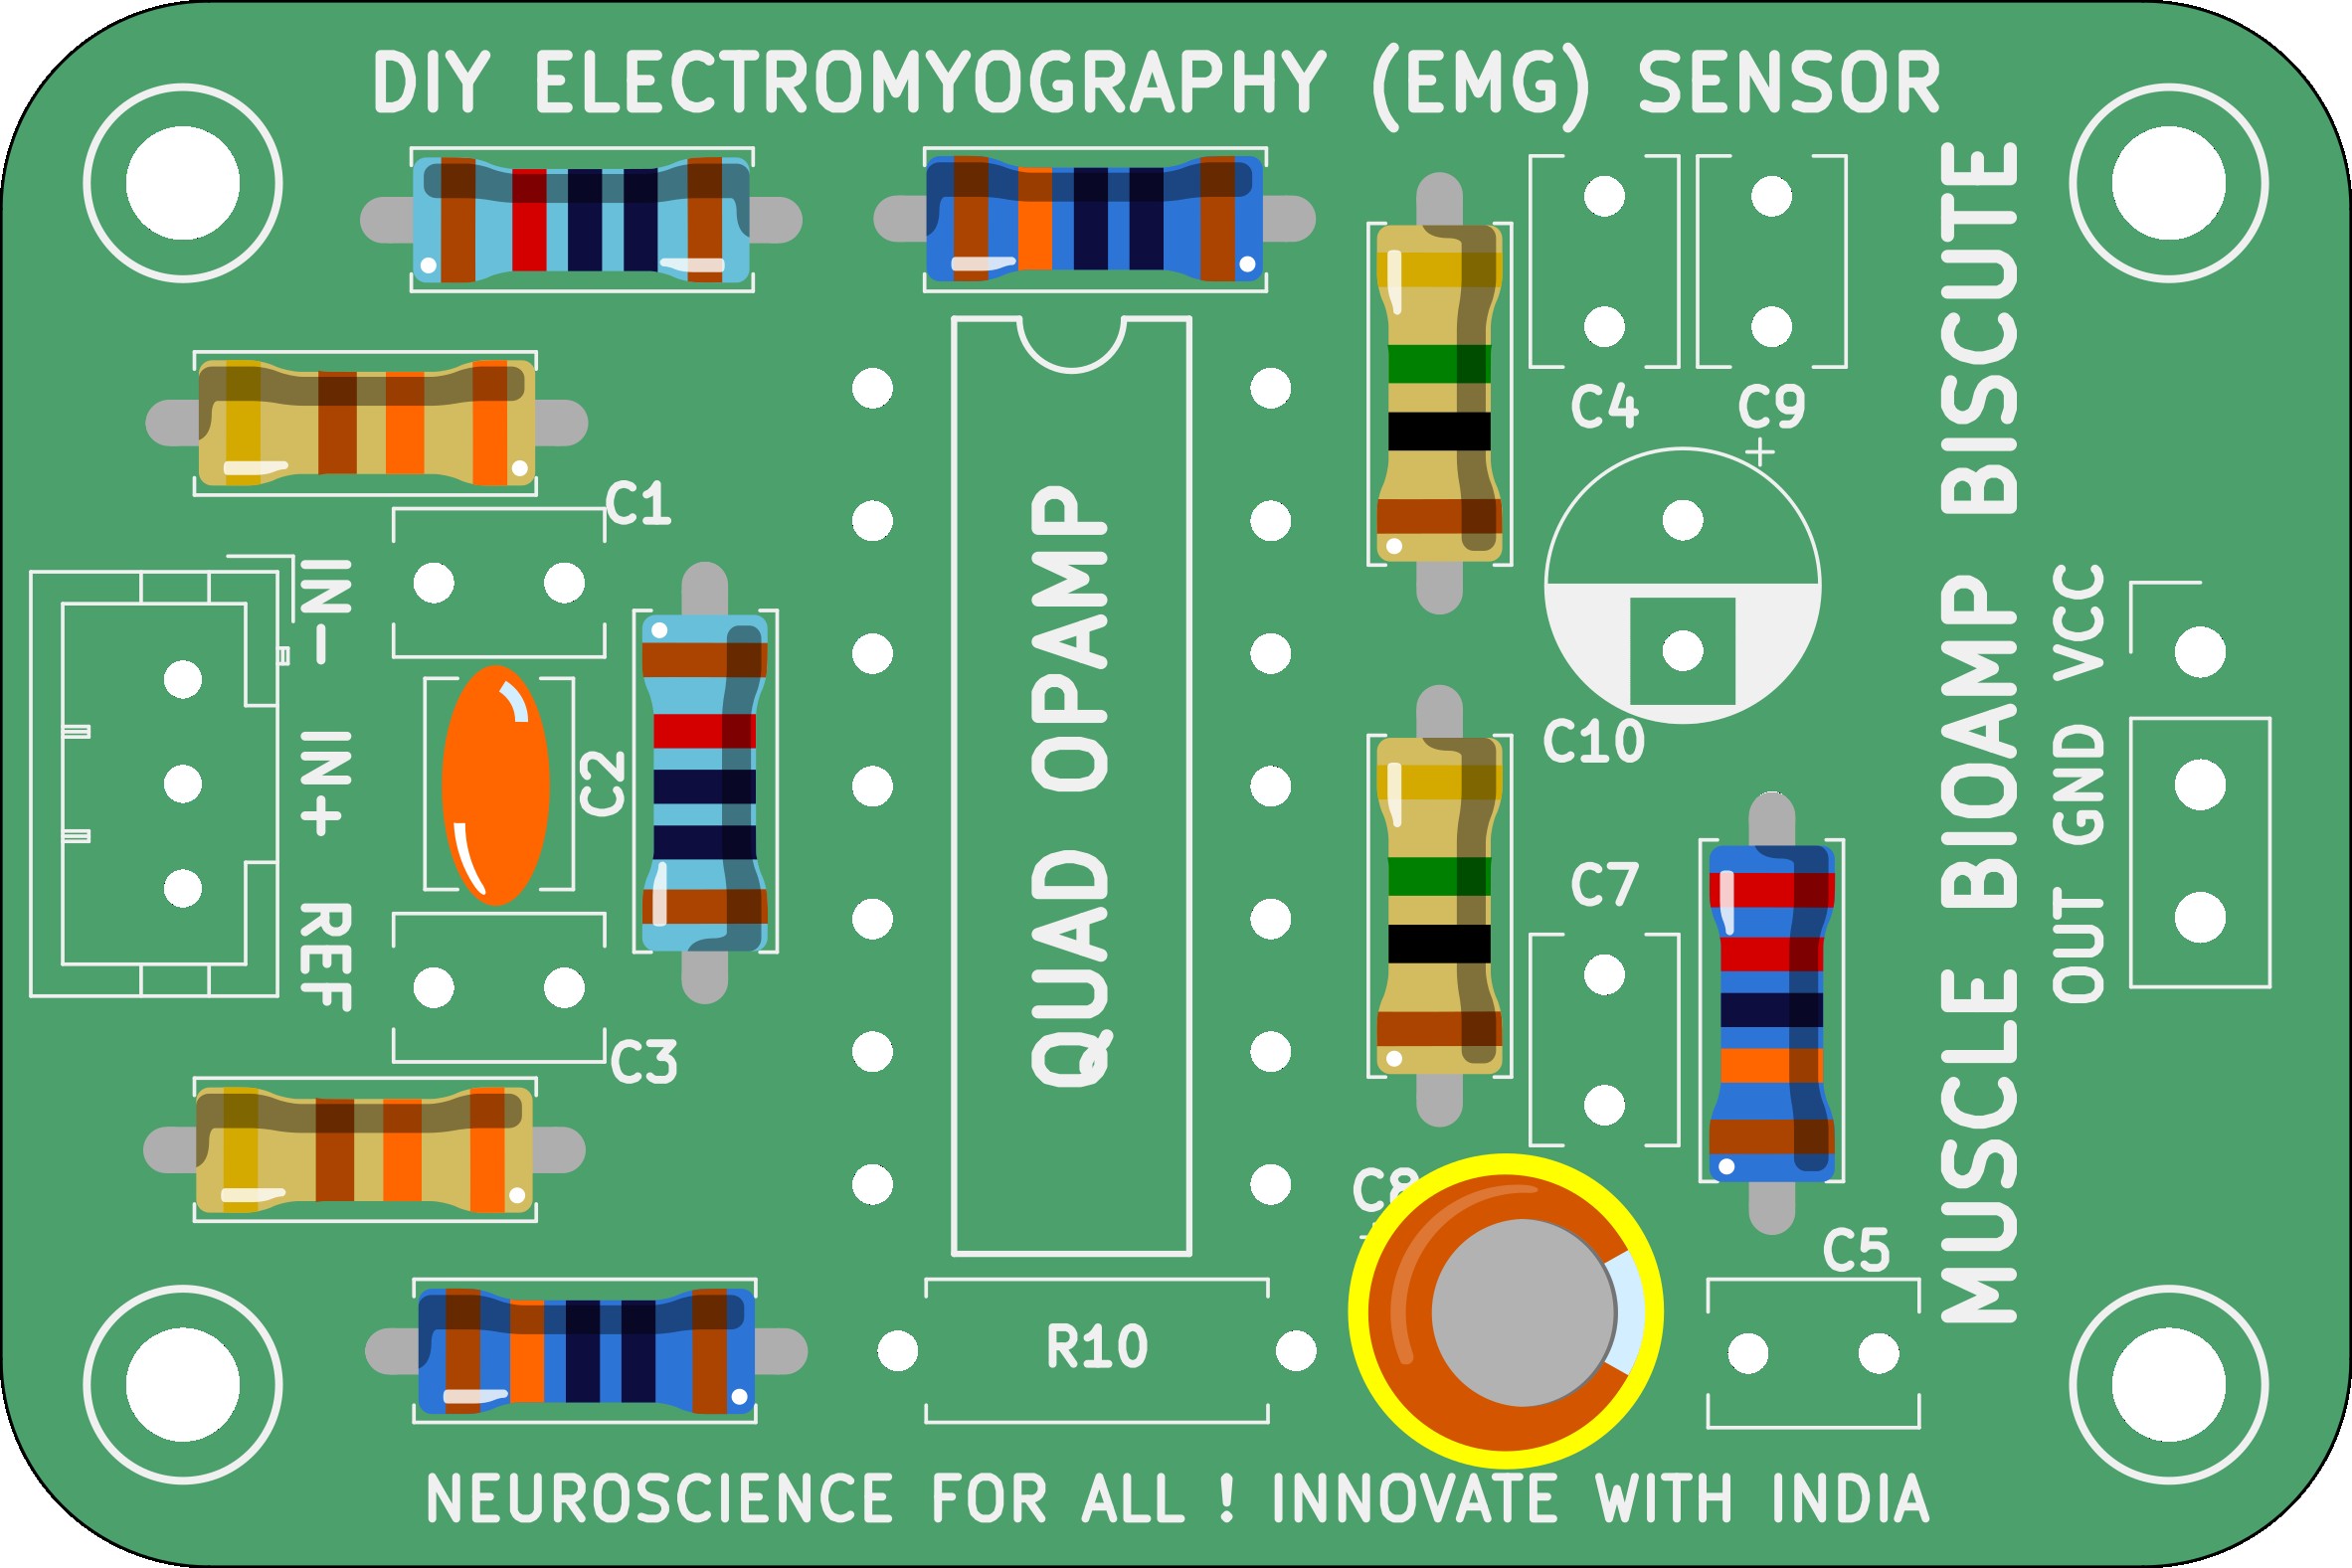 DIY ELECTROMYOGRAPHY (EMG) SENSOR
C4
C9
+
C1
IN-
IN+
REF
C2
C3
QUAD OPAMP
C10
C7
C8
C5
R10
VCC
GND
OUT
MUSCLE BIOAMP BISCUTE
NEUROSCIENCE FOR ALL ! INNOVATE WITH INDIA